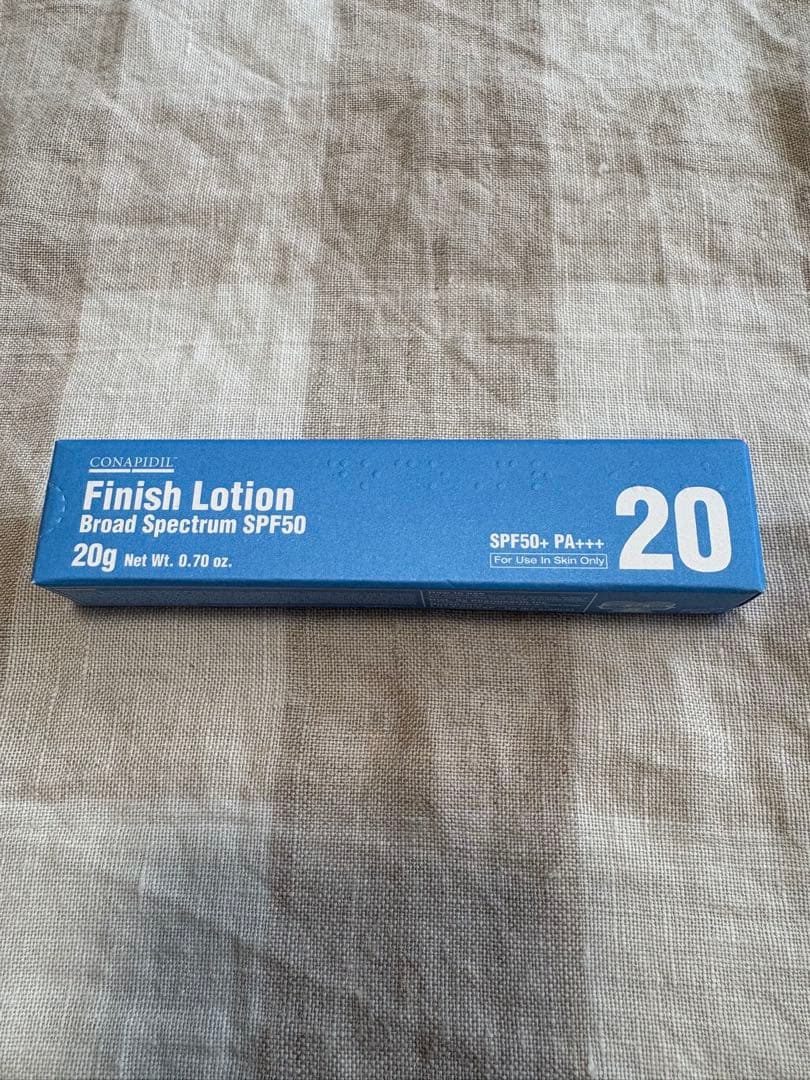 CONAPIDIL™
Finish Lotion
Broad Spectrum SPF50
20g Net Wt. 0.70 oz.
SPF50+ PA+++
For Use In Skin Only
20